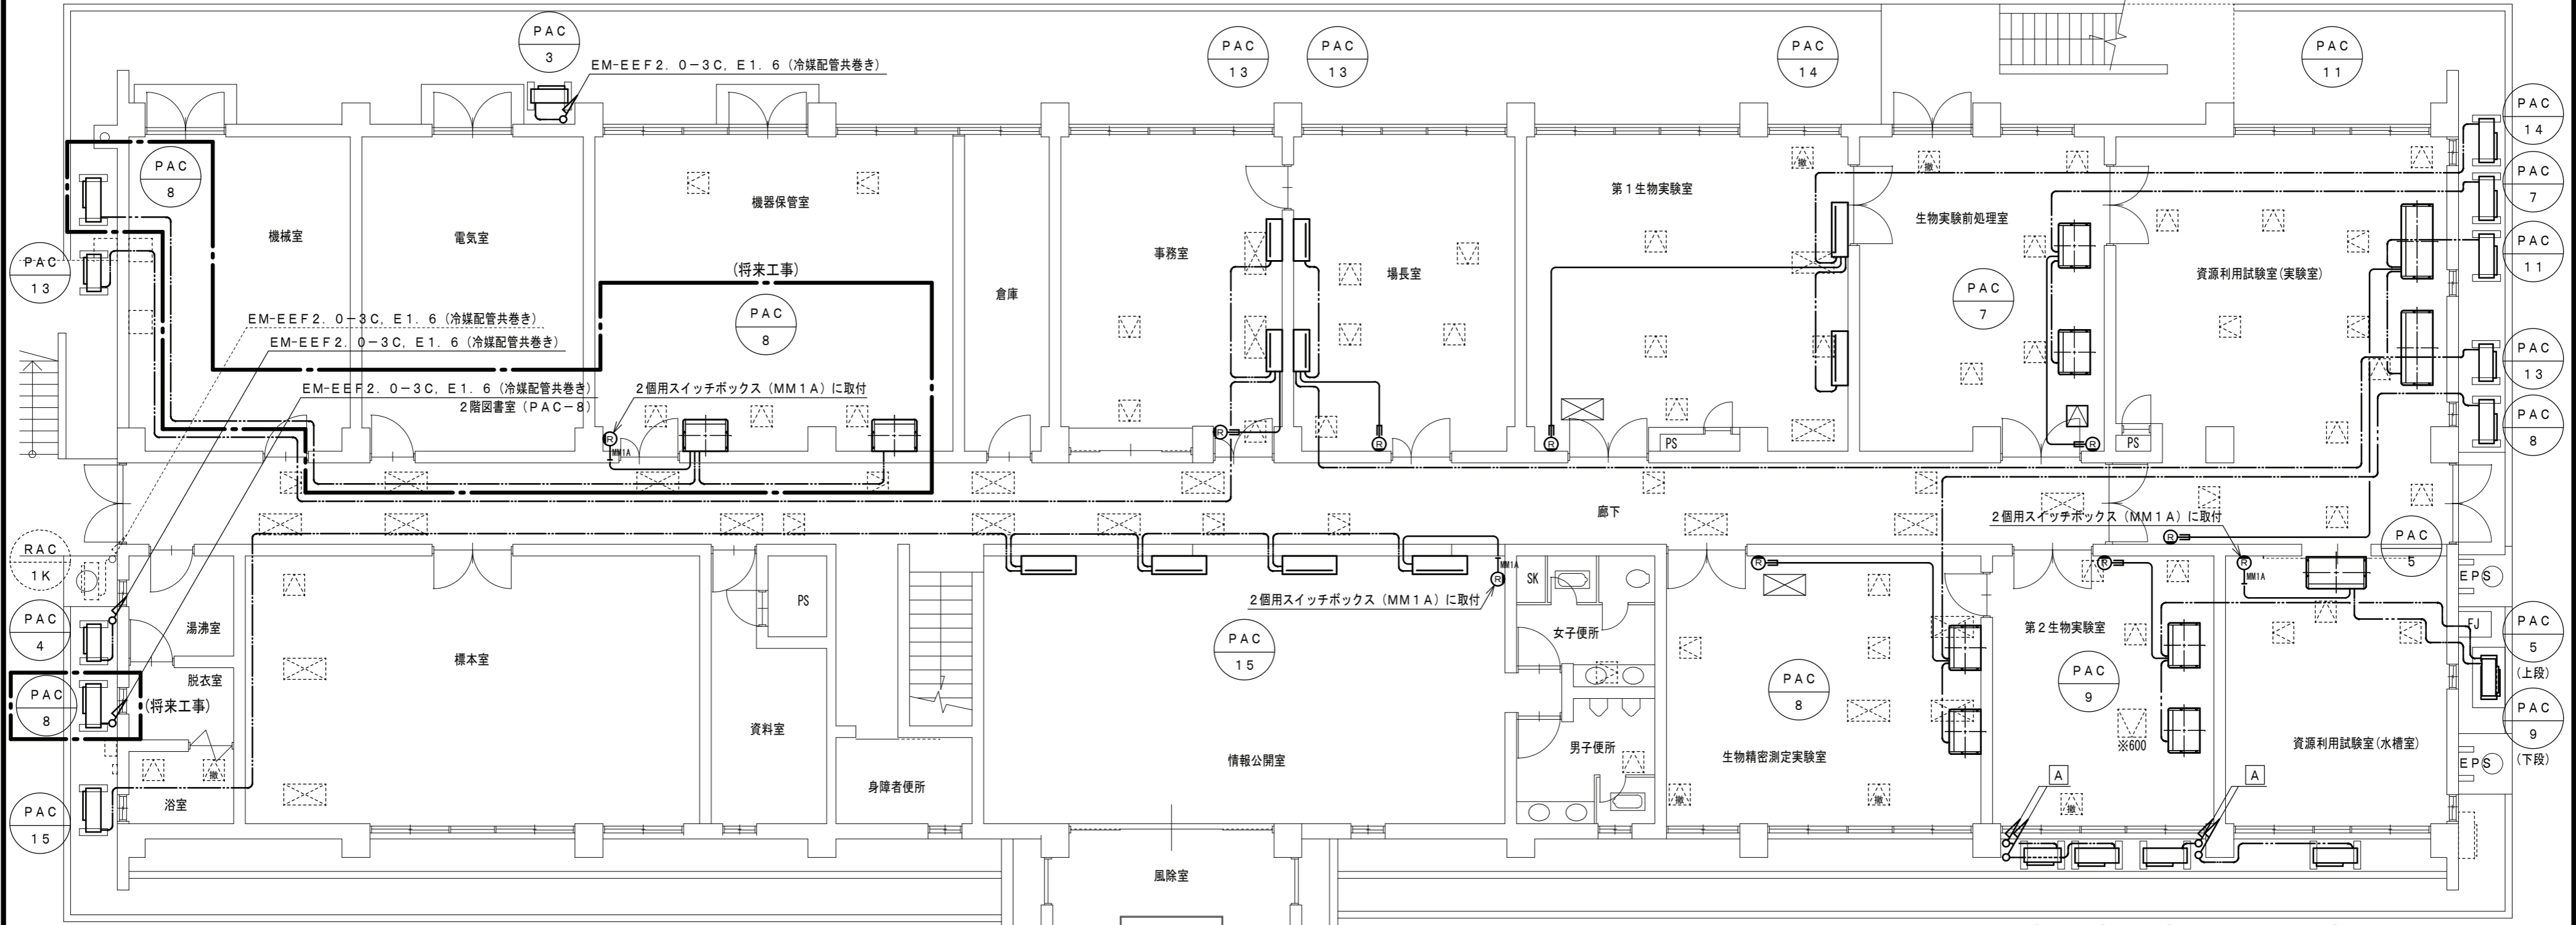 PAC
3
EM-EEF2.0-3C, E1.6 (冷媒配管共巻き)
PAC
13
PAC
13
PAC
14
PAC
11
PAC
14
PAC
7
PAC
11
PAC
13
PAC
8
PAC
8
PAC
13
機械室
電気室
機器保管室
倉庫
事務室
場長室
第1生物実験室
撤
撤
生物実験前処理室
資源利用試験室(実験室)
(将来工事)
PAC
8
PAC
7
EM-EEF2.0-3C, E1.6 (冷媒配管共巻き)
EM-EEF2.0-3C, E1.6 (冷媒配管共巻き)
EM-EEF2.0-3C, E1.6 (冷媒配管共巻き)
2階図書室 (PAC-8)
2個用スイッチボックス (MM1A) に取付
R
MM1A
R
R
R
PS
R
PS
廊下
2個用スイッチボックス (MM1A) に取付
RAC
1K
PAC
4
PAC
8
(将来工事)
PAC
15
湯沸室
脱衣室
浴室
撤
標本室
資料室
PS
身障者便所
MM1A
R
2個用スイッチボックス (MM1A) に取付
PAC
15
情報公開室
風除室
SK
女子便所
男子便所
R
PAC
8
生物精密測定実験室
撤
撤
R
R
第2生物実験室
PAC
9
※600
撤
A
A
R
MM1A
PAC
5
資源利用試験室(水槽室)
EPS
FJ
EPS
PAC
5
(上段)
PAC
9
(下段)